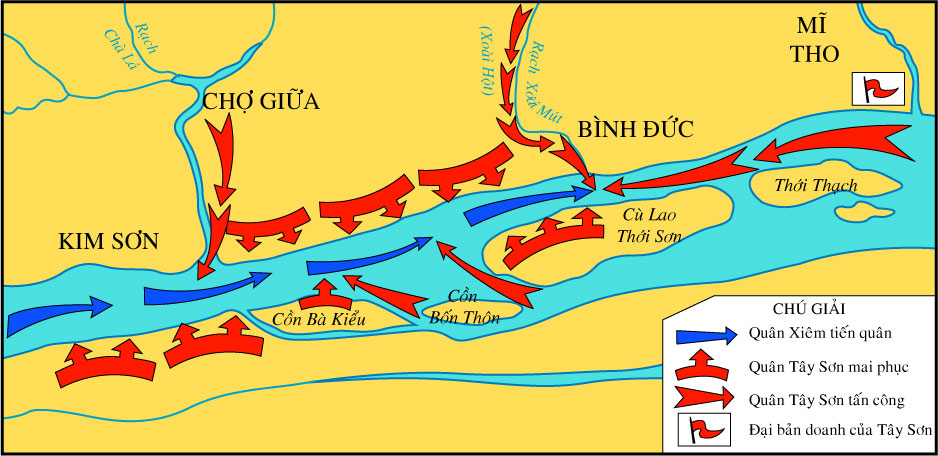 Rạch
Chà Lá
CHỢ GIỮA
(Xoài Hột)
Rạch Xoài Mút
MĨ
THO
BÌNH ĐỨC
Thới Thạch
Cù Lao
Thới Sơn
KIM SƠN
Cồn Bà Kiểu
Cồn
Bốn Thôn
CHÚ GIẢI
Quân Xiêm tiến quân
Quân Tây Sơn mai phục
Quân Tây Sơn tấn công
Đại bản doanh của Tây Sơn